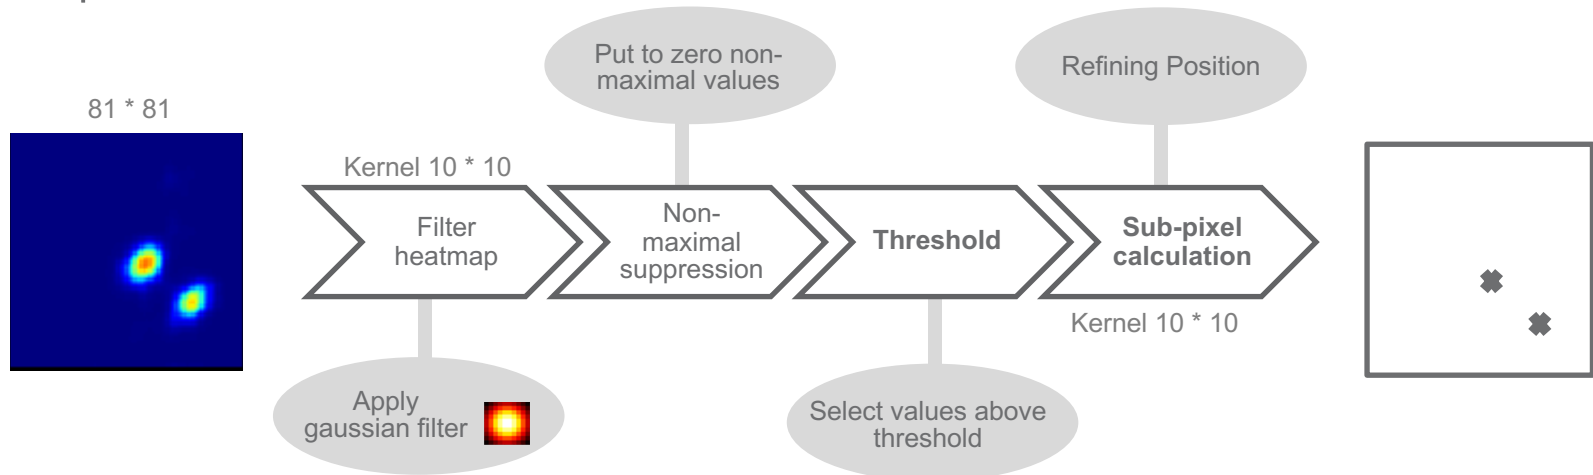 Put to zero non-
maximal values
Refining Position
81 * 81
Kernel 10 * 10
Filter
heatmap
Non-
maximal
suppression
Threshold
Sub-pixel
calculation
Kernel 10 * 10
Apply
gaussian filter
Select values above
threshold